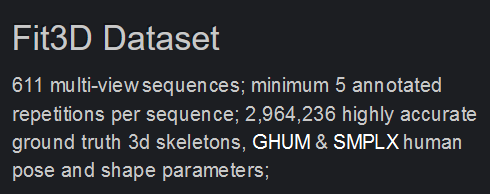 Fit3D Dataset
611 multi-view sequences; minimum 5 annotated
repetitions per sequence; 2,964,236 highly accurate
ground truth 3d skeletons, GHUM & SMPLX human
pose and shape parameters;